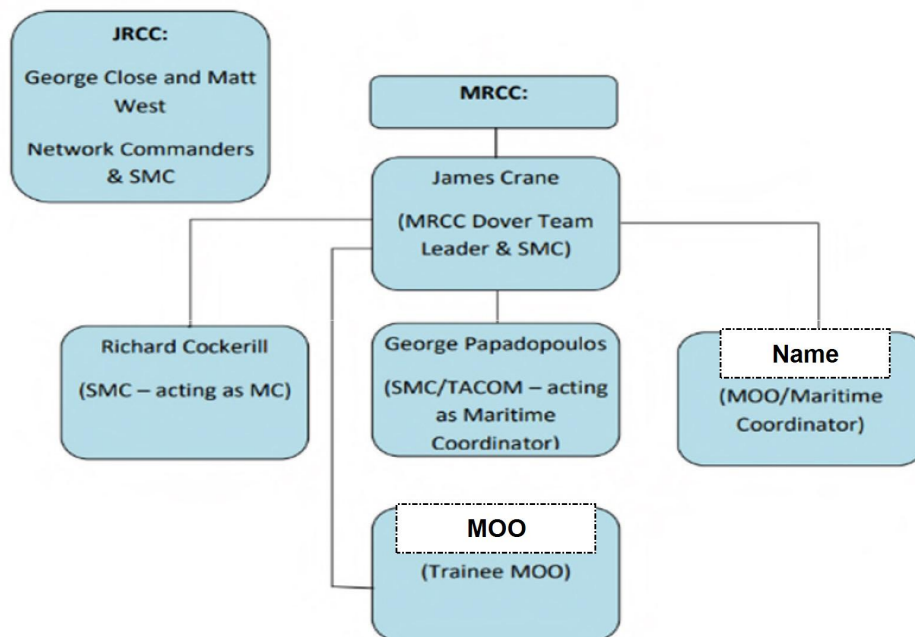 JRCC:
George Close and Matt
West
Network Commanders
& SMC
MRCC:
James Crane
(MRCC Dover Team
Leader & SMC)
Richard Cockerill
(SMC – acting as MC)
George Papadopoulos
(SMC/TACOM – acting
as Maritime
Coordinator)
Name
(MOO/Maritime
Coordinator)
MOO
(Trainee MOO)